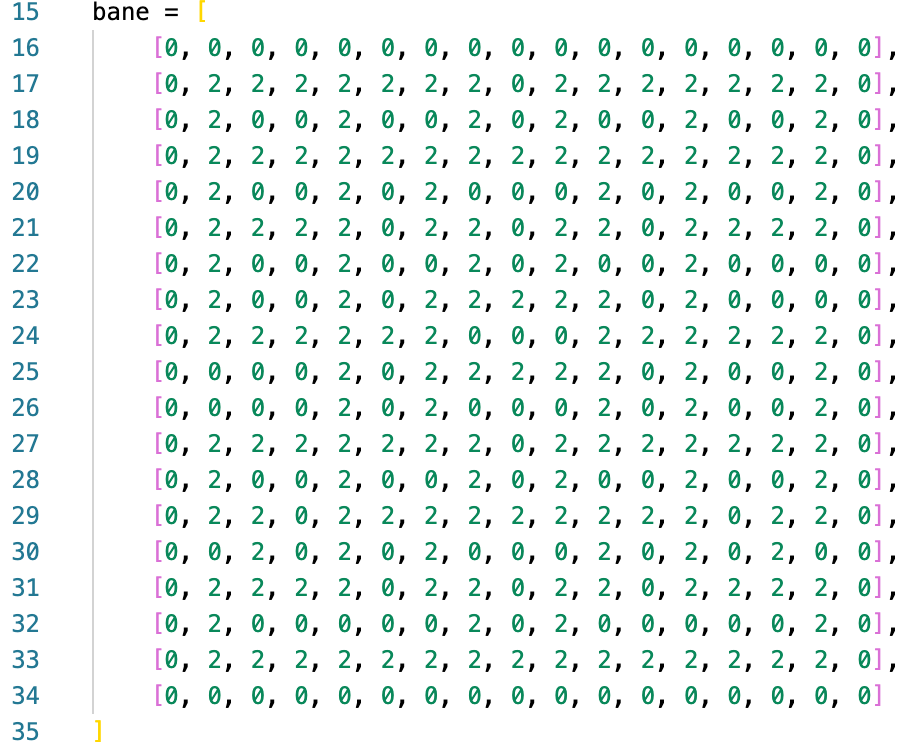 15 bane = [
16 [0, 0, 0, 0, 0, 0, 0, 0, 0, 0, 0, 0, 0, 0, 0, 0, 0],
17 [0, 2, 2, 2, 2, 2, 2, 2, 0, 2, 2, 2, 2, 2, 2, 2, 0],
18 [0, 2, 0, 0, 2, 0, 0, 2, 0, 2, 0, 0, 2, 0, 0, 2, 0],
19 [0, 2, 2, 2, 2, 2, 2, 2, 2, 2, 2, 2, 2, 2, 2, 2, 0],
20 [0, 2, 0, 0, 2, 0, 2, 0, 0, 0, 2, 0, 2, 0, 0, 2, 0],
21 [0, 2, 2, 2, 2, 0, 2, 2, 0, 2, 2, 0, 2, 2, 2, 2, 0],
22 [0, 2, 0, 0, 2, 0, 0, 2, 0, 2, 0, 0, 2, 0, 0, 0, 0],
23 [0, 2, 0, 0, 2, 0, 2, 2, 2, 2, 2, 0, 2, 0, 0, 0, 0],
24 [0, 2, 2, 2, 2, 2, 2, 0, 0, 0, 2, 2, 2, 2, 2, 2, 0],
25 [0, 0, 0, 0, 2, 0, 2, 2, 2, 2, 2, 0, 2, 0, 0, 2, 0],
26 [0, 0, 0, 0, 2, 0, 2, 0, 0, 0, 2, 0, 2, 0, 0, 2, 0],
27 [0, 2, 2, 2, 2, 2, 2, 2, 0, 2, 2, 2, 2, 2, 2, 2, 0],
28 [0, 2, 0, 0, 2, 0, 0, 2, 0, 2, 0, 0, 2, 0, 0, 2, 0],
29 [0, 2, 2, 0, 2, 2, 2, 2, 2, 2, 2, 2, 2, 0, 2, 2, 0],
30 [0, 0, 2, 0, 2, 0, 2, 0, 0, 0, 2, 0, 2, 0, 2, 0, 0],
31 [0, 2, 2, 2, 2, 0, 2, 2, 0, 2, 2, 0, 2, 2, 2, 2, 0],
32 [0, 2, 0, 0, 0, 0, 0, 2, 0, 2, 0, 0, 0, 0, 0, 2, 0],
33 [0, 2, 2, 2, 2, 2, 2, 2, 2, 2, 2, 2, 2, 2, 2, 2, 0],
34 [0, 0, 0, 0, 0, 0, 0, 0, 0, 0, 0, 0, 0, 0, 0, 0, 0]
35 ]